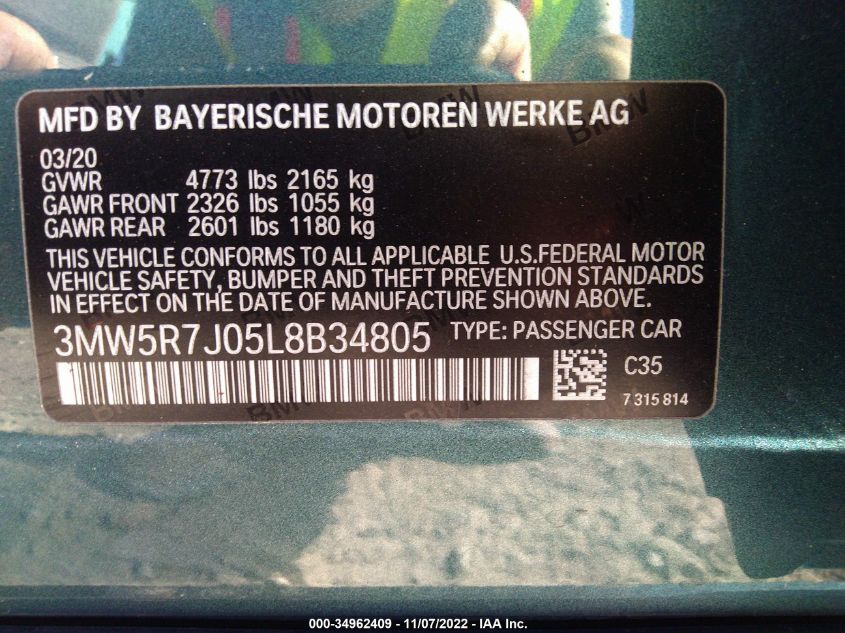 MFD BY BAYERISCHE MOTOREN WERKE AG
03/20
GVWR 4773 lbs 2165 kg
GAWR FRONT 2326 lbs 1055 kg
GAWR REAR 2601 lbs 1180 kg
THIS VEHICLE CONFORMS TO ALL APPLICABLE U.S.FEDERAL MOTOR
VEHICLE SAFETY, BUMPER AND THEFT PREVENTION STANDARDS
IN EFFECT ON THE DATE OF MANUFACTURE SHOWN ABOVE.
3MW5R7J05L8B34805 TYPE: PASSENGER CAR
C35
7 315 814
000-34962409 - 11/07/2022 - IAA Inc.